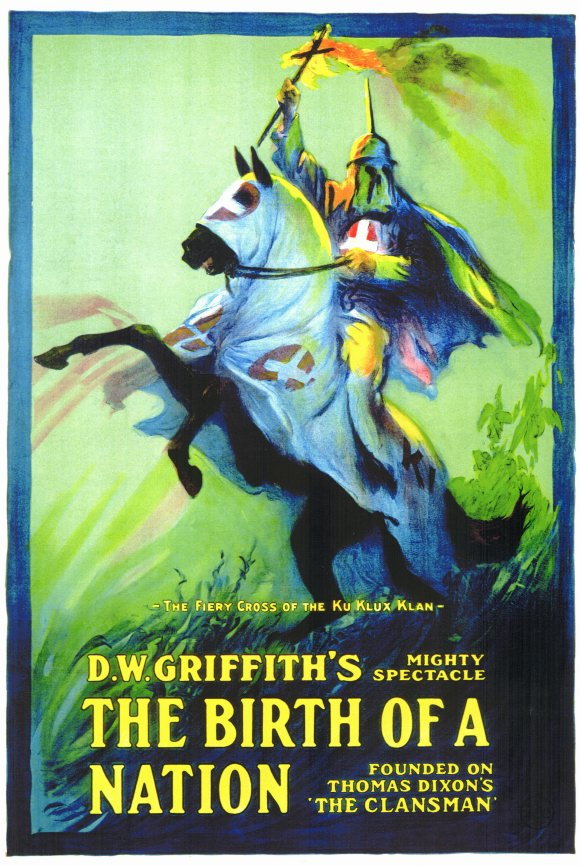 - THE FIERY CROSS OF THE KU KLUX KLAN -
D.W. GRIFFITH'S
MIGHTY
SPECTACLE
THE BIRTH OF A
NATION
FOUNDED ON
THOMAS DIXON'S
'THE CLANSMAN'